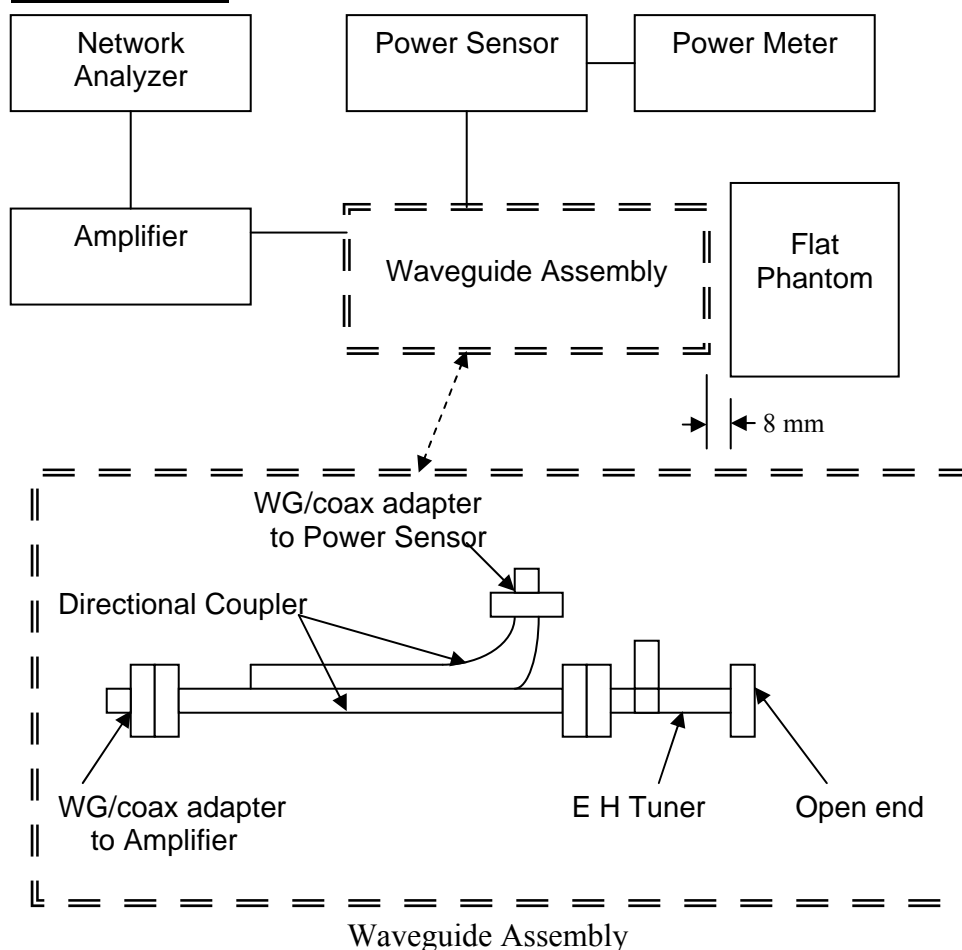 Network
Analyzer
Power Sensor
Power Meter
Amplifier
Waveguide Assembly
Flat
Phantom
8 mm
WG/coax adapter
to Power Sensor
Directional Coupler
WG/coax adapter
to Amplifier
E H Tuner
Open end
Waveguide Assembly